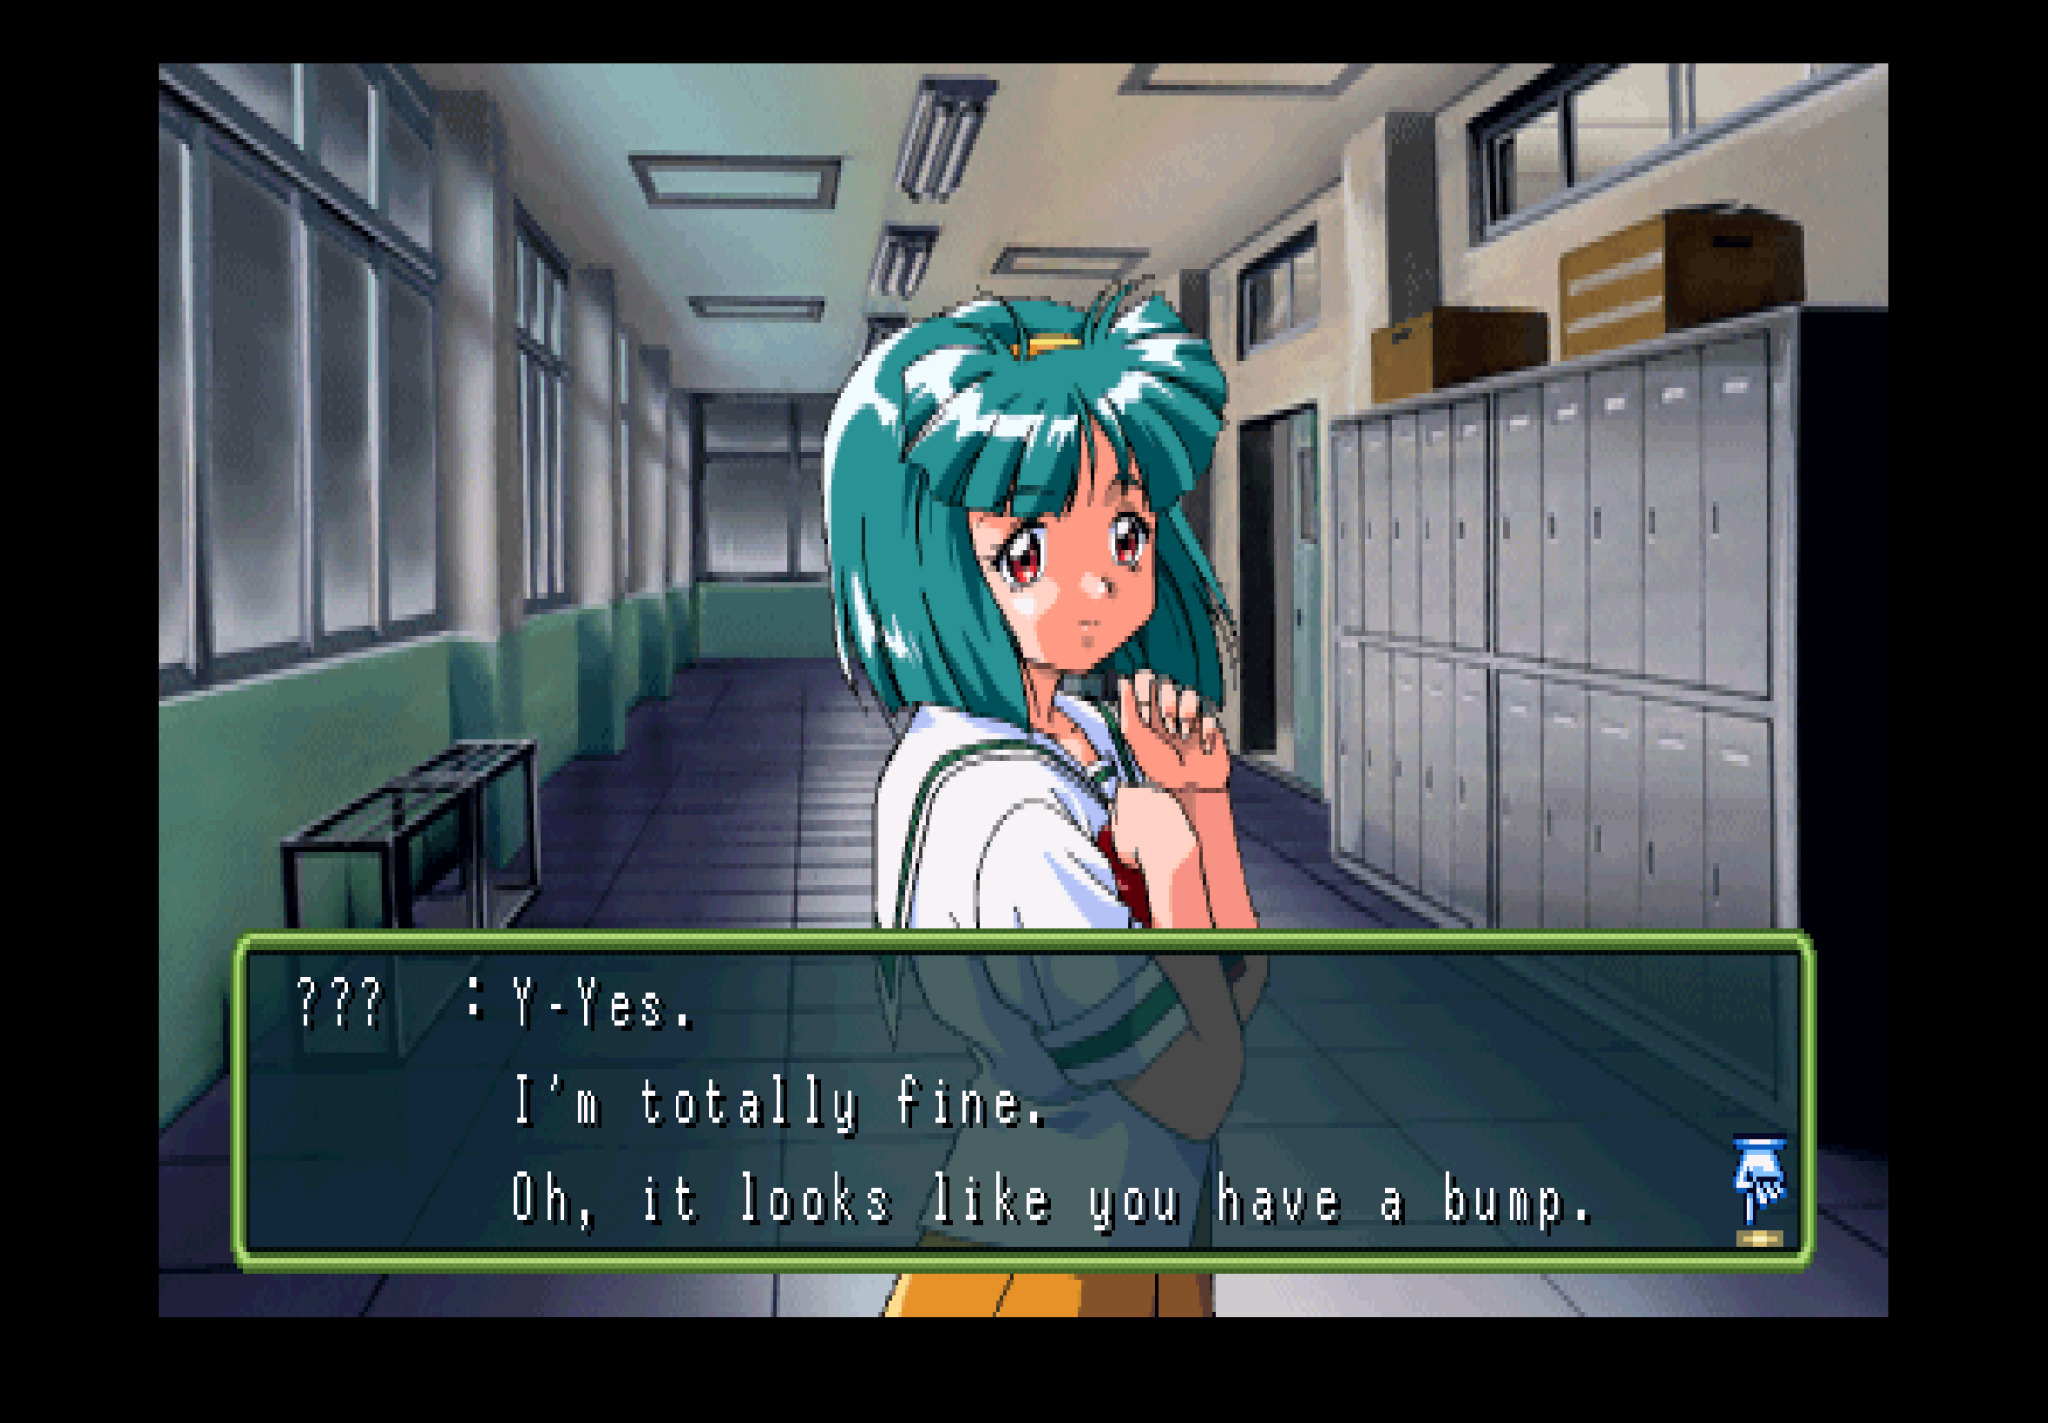 ??? : Y-Yes.
I'm totally fine.
Oh, it looks like you have a bump.